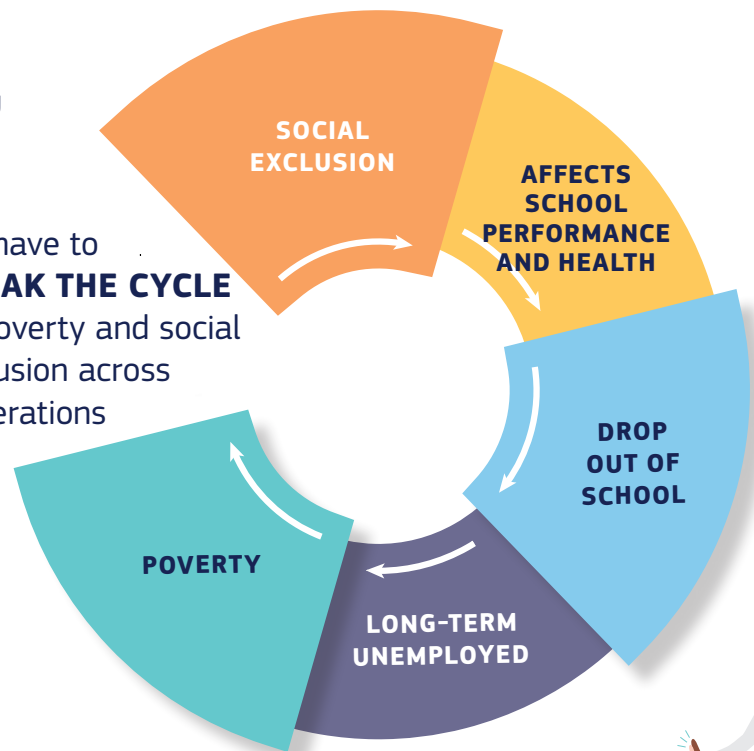 SOCIAL
EXCLUSION
AFFECTS
SCHOOL
PERFORMANCE
AND HEALTH
have to
AK THE CYCLE
overty and social
usion across
erations
DROP
OUT OF
SCHOOL
POVERTY
LONG-TERM
UNEMPLOYED